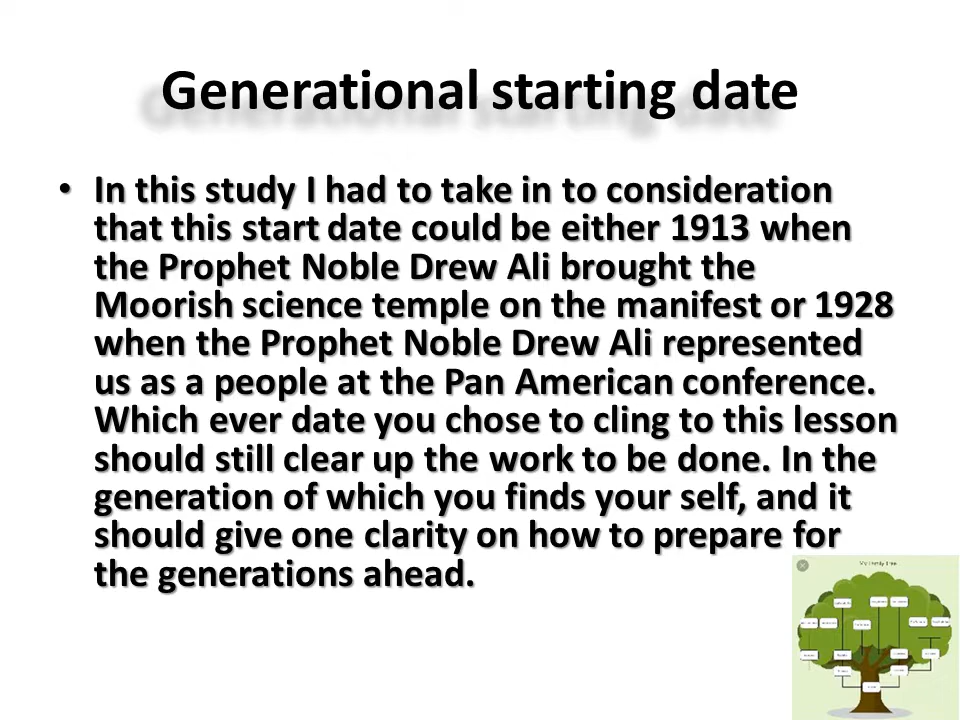 Generational starting date
• In this study I had to take in to consideration
that this start date could be either 1913 when
the Prophet Noble Drew Ali brought the
Moorish science temple on the manifest or 1928
when the Prophet Noble Drew Ali represented
us as a people at the Pan American conference.
Which ever date you chose to cling to this lesson
should still clear up the work to be done. In the
generation of which you finds your self, and it
should give one clarity on how to prepare for
the generations ahead.
My Family Tree